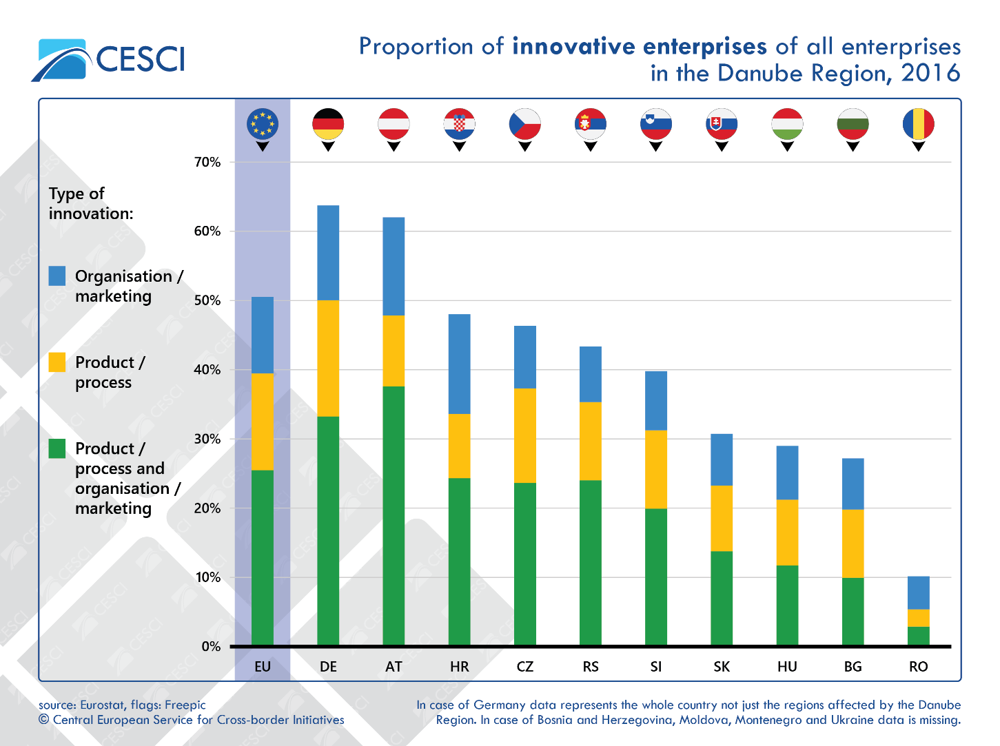 CESCI
Proportion of innovative enterprises of all enterprises
in the Danube Region, 2016
Type of
innovation:
Organisation /
marketing
Product /
process
Product /
process and
organisation /
marketing
70%
60%
50%
40%
30%
20%
10%
0%
EU DE AT HR CZ RS SI SK HU BG RO
source: Eurostat, flags: Freepic
© Central European Service for Cross-border Initiatives
In case of Germany data represents the whole country not just the regions affected by the Danube
Region. In case of Bosnia and Herzegovina, Moldova, Montenegro and Ukraine data is missing.